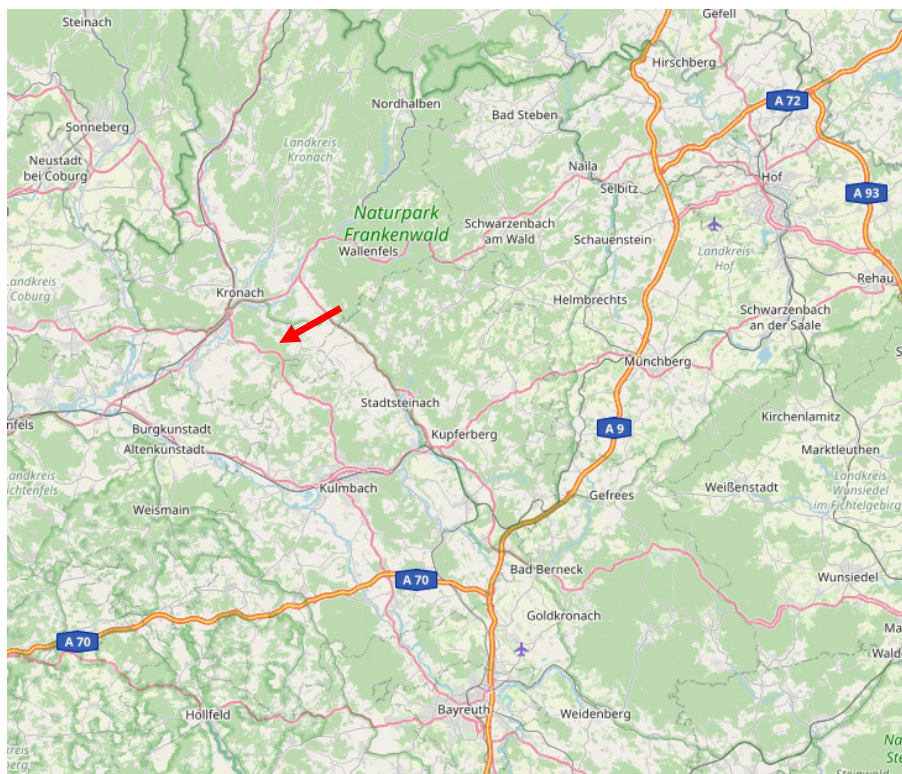 Steinach
Gefell
Hirschberg
A 72
Nordhalben
Bad Steben
Sonneberg
Landkreis
Kronach
Neustadt
bei Coburg
Naila
Hof
Selbitz
A 93
Naturpark
Frankenwald
Schwarzenbach
am Wald
Schauenstein
Wallenfels
Landkreis
Hof
Landkreis
Coburg
Rehau
Kronach
Helmbrechts
Schwarzenbach
an der Saale
Münchberg
Stadtsteinach
Kirchenlamitz
Burgkunstadt
Kupferberg
A 9
Altenkunstadt
Marktleuthen
Kulmbach
Gefrees
Weißenstadt
Landkreis
Wunsiedel
im Fichtelgebirg
Weismain
Bad Berneck
A 70
Wunsiedel
Goldkronach
A 70
Hollfeld
Bayreuth
Weidenberg